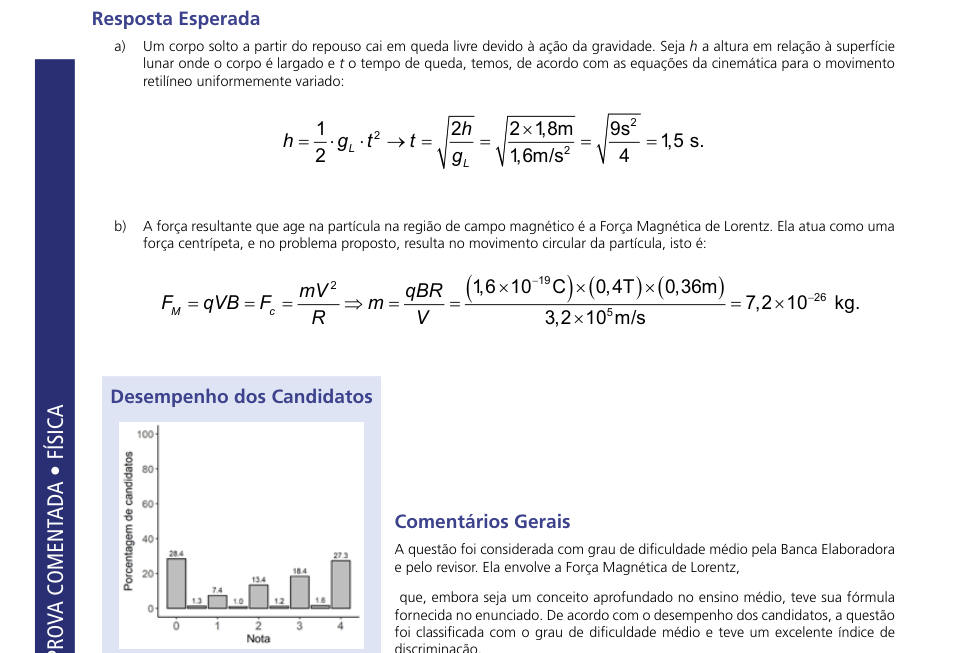 Resposta Esperada
a) Um corpo solto a partir do repouso cai em queda livre devido à ação da gravidade. Seja h a altura em relação à superfície
lunar onde o corpo é largado e t o tempo de queda, temos, de acordo com as equações da cinemática para o movimento
retilíneo uniformemente variado:
h = 1/2 · g_L · t² → t = √(2h/g_L) = √(2×1,8m / 1,6m/s²) = √(9s²/4) = 1,5 s.
b) A força resultante que age na partícula na região de campo magnético é a Força Magnética de Lorentz. Ela atua como uma
força centrípeta, e no problema proposto, resulta no movimento circular da partícula, isto é:
F_M = qVB = F_c = mV²/R ⇒ m = qBR/V = (1,6×10⁻¹⁹C)×(0,4T)×(0,36m) / 3,2×10⁵m/s = 7,2×10⁻²⁶ kg.
PROVA COMENTADA • FÍSICA
Desempenho dos Candidatos
Porcentagem de candidatos
100
80
60
40
20
0
28.4
1.3
7.4
1.0
13.4
1.2
18.4
1.6
27.3
0 1 2 3 4
Nota
Comentários Gerais
A questão foi considerada com grau de dificuldade médio pela Banca Elaboradora
e pelo revisor. Ela envolve a Força Magnética de Lorentz,
que, embora seja um conceito aprofundado no ensino médio, teve sua fórmula
fornecida no enunciado. De acordo com o desempenho dos candidatos, a questão
foi classificada com o grau de dificuldade médio e teve um excelente índice de
discriminação.